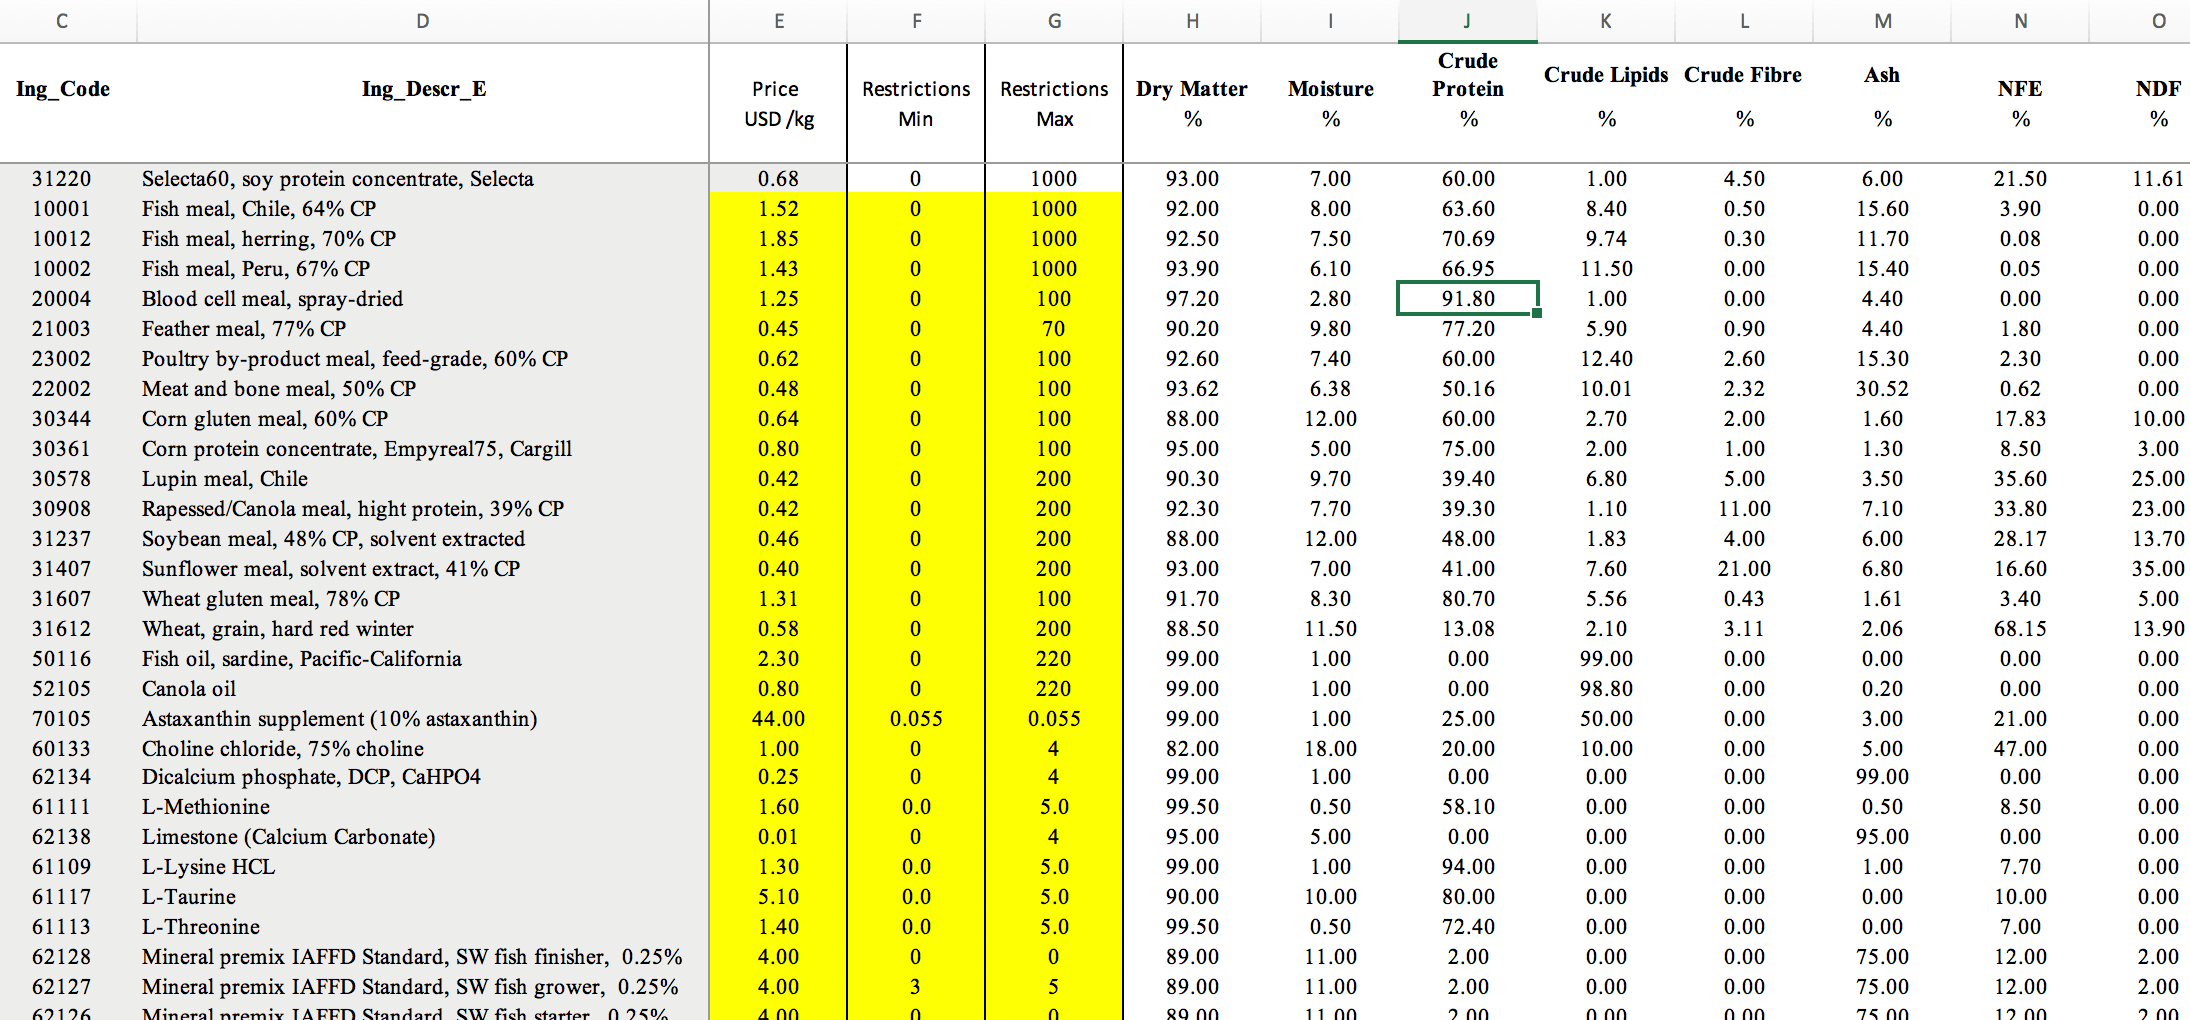 C D E F G H I J K L M N O
Ing_Code Ing_Descr_E Price USD /kg Restrictions Min Restrictions Max Dry Matter % Moisture % Crude Protein % Crude Lipids % Crude Fibre % Ash % NFE % NDF %
31220 Selecta60, soy protein concentrate, Selecta 0.68 0 1000 93.00 7.00 60.00 1.00 4.50 6.00 21.50 11.61
10001 Fish meal, Chile, 64% CP 1.52 0 1000 92.00 8.00 63.60 8.40 0.50 15.60 3.90 0.00
10012 Fish meal, herring, 70% CP 1.85 0 1000 92.50 7.50 70.69 9.74 0.30 11.70 0.08 0.00
10002 Fish meal, Peru, 67% CP 1.43 0 1000 93.90 6.10 66.95 11.50 0.00 15.40 0.05 0.00
20004 Blood cell meal, spray-dried 1.25 0 100 97.20 2.80 91.80 1.00 0.00 4.40 0.00 0.00
21003 Feather meal, 77% CP 0.45 0 70 90.20 9.80 77.20 5.90 0.90 4.40 1.80 0.00
23002 Poultry by-product meal, feed-grade, 60% CP 0.62 0 100 92.60 7.40 60.00 12.40 2.60 15.30 2.30 0.00
22002 Meat and bone meal, 50% CP 0.48 0 100 93.62 6.38 50.16 10.01 2.32 30.52 0.62 0.00
30344 Corn gluten meal, 60% CP 0.64 0 100 88.00 12.00 60.00 2.70 2.00 1.60 17.83 10.00
30361 Corn protein concentrate, Empyreal75, Cargill 0.80 0 100 95.00 5.00 75.00 2.00 1.00 1.30 8.50 3.00
30578 Lupin meal, Chile 0.42 0 200 90.30 9.70 39.40 6.80 5.00 3.50 35.60 25.00
30908 Rapessed/Canola meal, hight protein, 39% CP 0.42 0 200 92.30 7.70 39.30 1.10 11.00 7.10 33.80 23.00
31237 Soybean meal, 48% CP, solvent extracted 0.46 0 200 88.00 12.00 48.00 1.83 4.00 6.00 28.17 13.70
31407 Sunflower meal, solvent extract, 41% CP 0.40 0 200 93.00 7.00 41.00 7.60 21.00 6.80 16.60 35.00
31607 Wheat gluten meal, 78% CP 1.31 0 100 91.70 8.30 80.70 5.56 0.43 1.61 3.40 5.00
31612 Wheat, grain, hard red winter 0.58 0 200 88.50 11.50 13.08 2.10 3.11 2.06 68.15 13.90
50116 Fish oil, sardine, Pacific-California 2.30 0 220 99.00 1.00 0.00 99.00 0.00 0.00 0.00 0.00
52105 Canola oil 0.80 0 220 99.00 1.00 0.00 98.80 0.00 0.20 0.00 0.00
70105 Astaxanthin supplement (10% astaxanthin) 44.00 0.055 0.055 99.00 1.00 25.00 50.00 0.00 3.00 21.00 0.00
60133 Choline chloride, 75% choline 1.00 0 4 82.00 18.00 20.00 10.00 0.00 5.00 47.00 0.00
62134 Dicalcium phosphate, DCP, CaHPO4 0.25 0 4 99.00 1.00 0.00 0.00 0.00 99.00 0.00 0.00
61111 L-Methionine 1.60 0.0 5.0 99.50 0.50 58.10 0.00 0.00 0.50 8.50 0.00
62138 Limestone (Calcium Carbonate) 0.01 0 4 95.00 5.00 0.00 0.00 0.00 95.00 0.00 0.00
61109 L-Lysine HCL 1.30 0.0 5.0 99.00 1.00 94.00 0.00 0.00 1.00 7.70 0.00
61117 L-Taurine 5.10 0.0 5.0 90.00 10.00 80.00 0.00 0.00 0.00 10.00 0.00
61113 L-Threonine 1.40 0.0 5.0 99.50 0.50 72.40 0.00 0.00 0.00 7.00 0.00
62128 Mineral premix IAFFD Standard, SW fish finisher, 0.25% 4.00 0 0 89.00 11.00 2.00 0.00 0.00 75.00 12.00 2.00
62127 Mineral premix IAFFD Standard, SW fish grower, 0.25% 4.00 3 5 89.00 11.00 2.00 0.00 0.00 75.00 12.00 2.00
62126 Mineral premix IAFFD Standard, SW fish starter, 0.25% 4.00 0 0 89.00 11.00 2.00 0.00 0.00 75.00 12.00 2.00